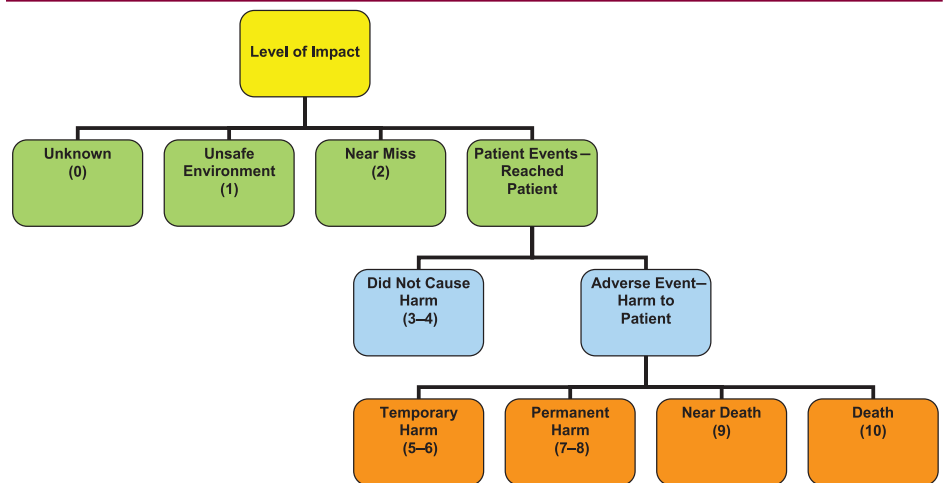 Level of Impact
Unknown
(0)
Unsafe
Environment
(1)
Near Miss
(2)
Patient Events—
Reached
Patient
Did Not Cause
Harm
(3–4)
Adverse Event—
Harm to
Patient
Temporary
Harm
(5–6)
Permanent
Harm
(7–8)
Near Death
(9)
Death
(10)